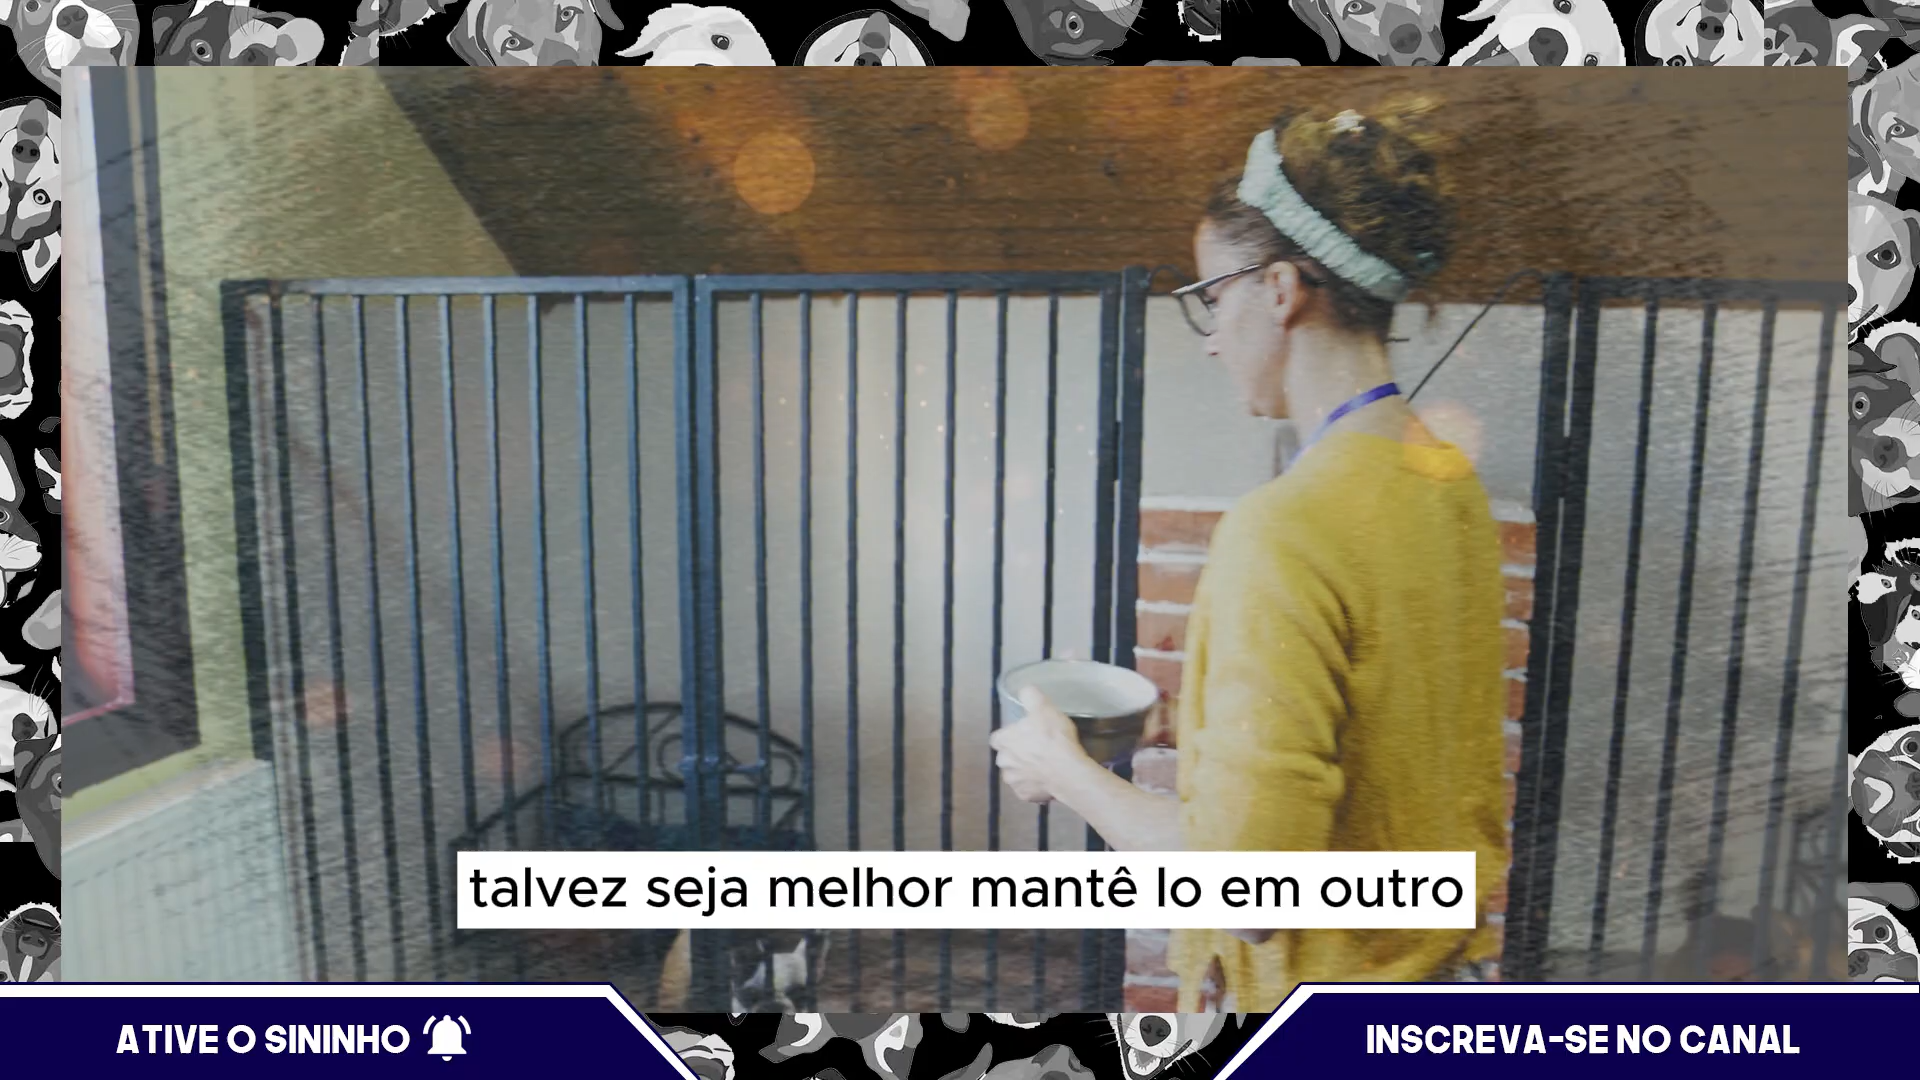 talvez seja melhor mantê lo em outro
ATIVE O SININHO
INSCREVA-SE NO CANAL